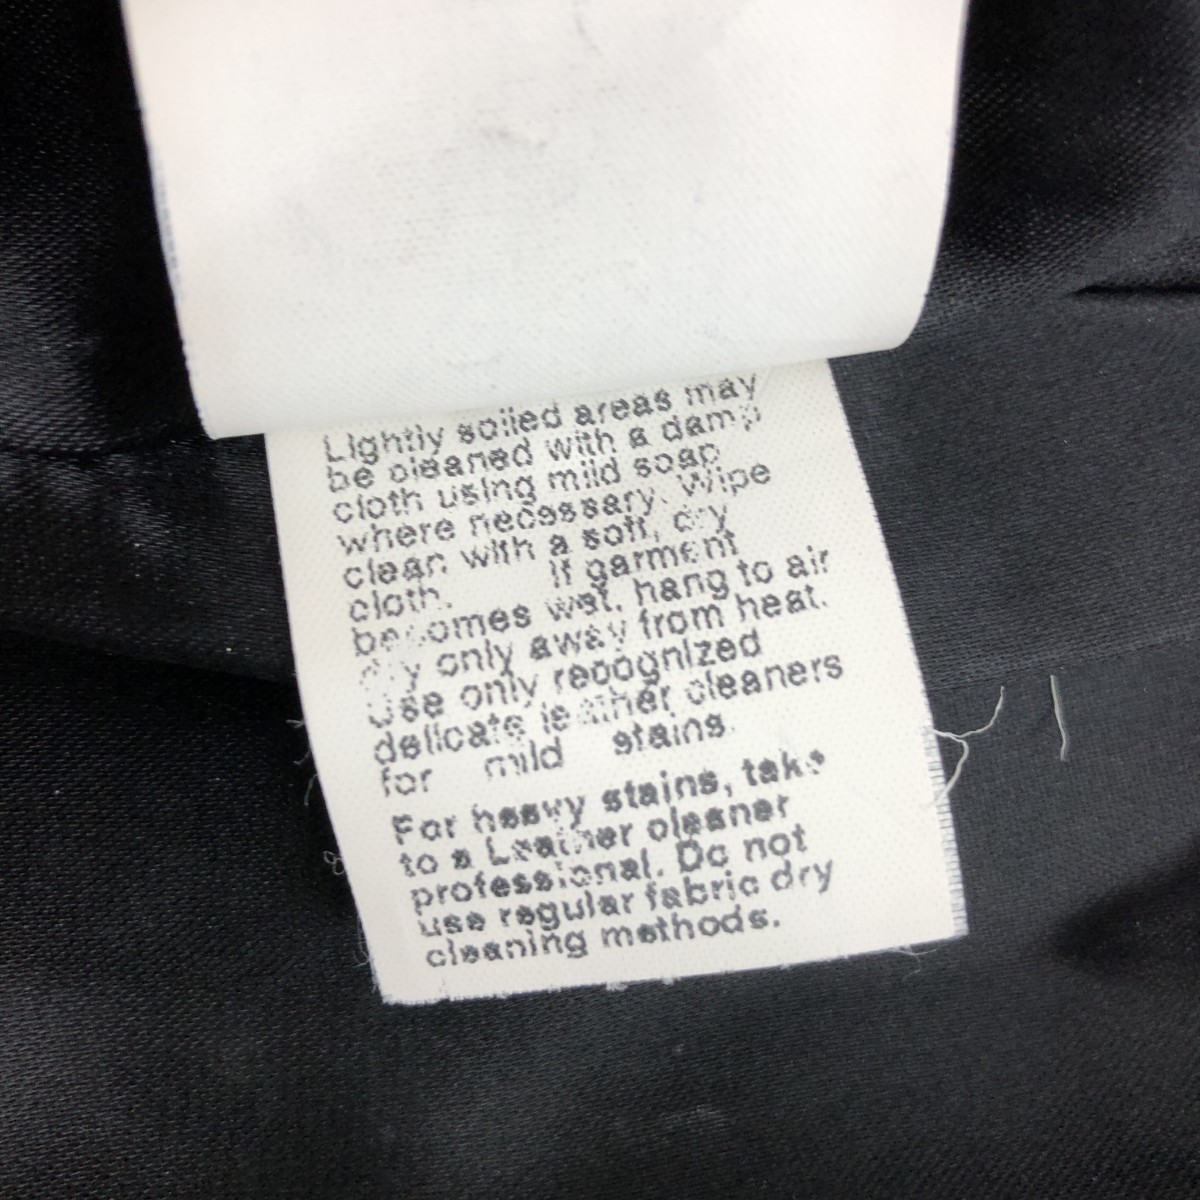 Lightly soiled areas may
be cleaned with a damp
cloth using mild soap
where necessary. Wipe
clean with a soft, dry
cloth. If garment
becomes wet, hang to air
dry only away from heat.
Use only recognized
delicate leather cleaners
for mild stains.
For heavy stains, take
to a Leather cleaner
professional. Do not
use regular fabric dry
cleaning methods.